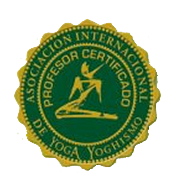 ASOCIACION INTERNACIONAL
DE YOGA YOGHISMO
PROFESOR CERTIFICADO